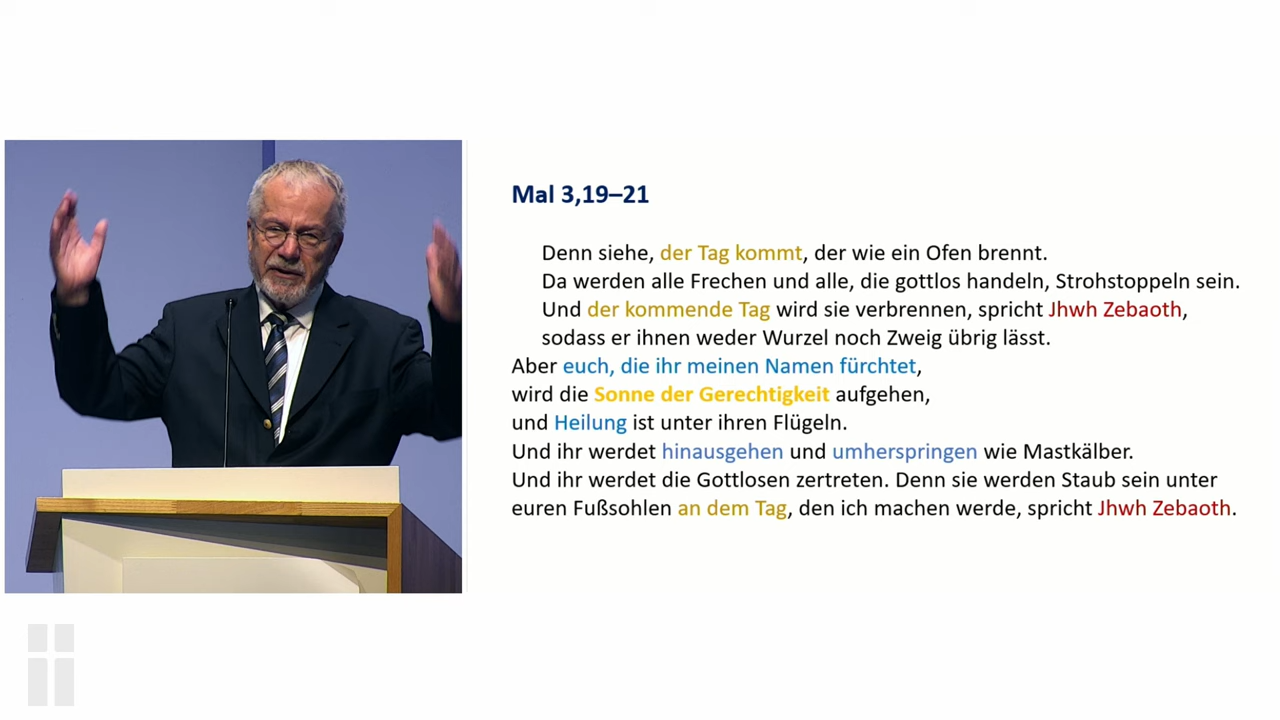 Mal 3,19–21
Denn siehe, der Tag kommt, der wie ein Ofen brennt.
Da werden alle Frechen und alle, die gottlos handeln, Strohstoppeln sein.
Und der kommende Tag wird sie verbrennen, spricht Jhwh Zebaoth,
sodass er ihnen weder Wurzel noch Zweig übrig lässt.
Aber euch, die ihr meinen Namen fürchtet,
wird die Sonne der Gerechtigkeit aufgehen,
und Heilung ist unter ihren Flügeln.
Und ihr werdet hinausgehen und umherspringen wie Mastkälber.
Und ihr werdet die Gottlosen zertreten. Denn sie werden Staub sein unter
euren Fußsohlen an dem Tag, den ich machen werde, spricht Jhwh Zebaoth.